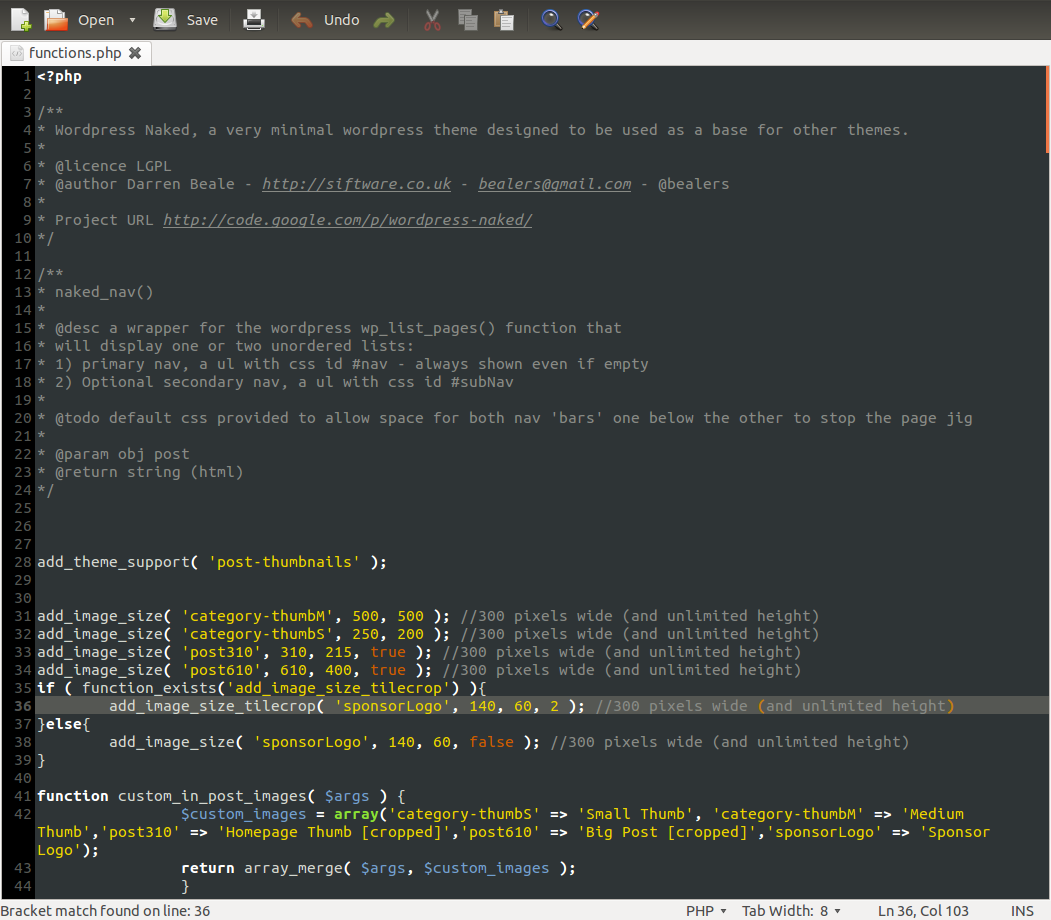 Open Save Undo
functions.php
1 <?php
2
3 /**
4 * Wordpress Naked, a very minimal wordpress theme designed to be used as a base for other themes.
5 *
6 * @licence LGPL
7 * @author Darren Beale - http://siftware.co.uk - bealers@gmail.com - @bealers
8 *
9 * Project URL http://code.google.com/p/wordpress-naked/
10 */
11
12 /**
13 * naked_nav()
14 *
15 * @desc a wrapper for the wordpress wp_list_pages() function that
16 * will display one or two unordered lists:
17 * 1) primary nav, a ul with css id #nav - always shown even if empty
18 * 2) Optional secondary nav, a ul with css id #subNav
19 *
20 * @todo default css provided to allow space for both nav 'bars' one below the other to stop the page jig
21 *
22 * @param obj post
23 * @return string (html)
24 */
25
26
27
28 add_theme_support( 'post-thumbnails' );
29
30
31 add_image_size( 'category-thumbM', 500, 500 ); //300 pixels wide (and unlimited height)
32 add_image_size( 'category-thumbS', 250, 200 ); //300 pixels wide (and unlimited height)
33 add_image_size( 'post310', 310, 215, true ); //300 pixels wide (and unlimited height)
34 add_image_size( 'post610', 610, 400, true ); //300 pixels wide (and unlimited height)
35 if ( function_exists('add_image_size_tilecrop') ){
36 add_image_size_tilecrop( 'sponsorLogo', 140, 60, 2 ); //300 pixels wide (and unlimited height)
37 }else{
38 add_image_size( 'sponsorLogo', 140, 60, false ); //300 pixels wide (and unlimited height)
39 }
40
41 function custom_in_post_images( $args ) {
42 $custom_images = array('category-thumbS' => 'Small Thumb', 'category-thumbM' => 'Medium
Thumb','post310' => 'Homepage Thumb [cropped]','post610' => 'Big Post [cropped]','sponsorLogo' => 'Sponsor
Logo');
43 return array_merge( $args, $custom_images );
44 }
Bracket match found on line: 36 PHP Tab Width: 8 Ln 36, Col 103 INS